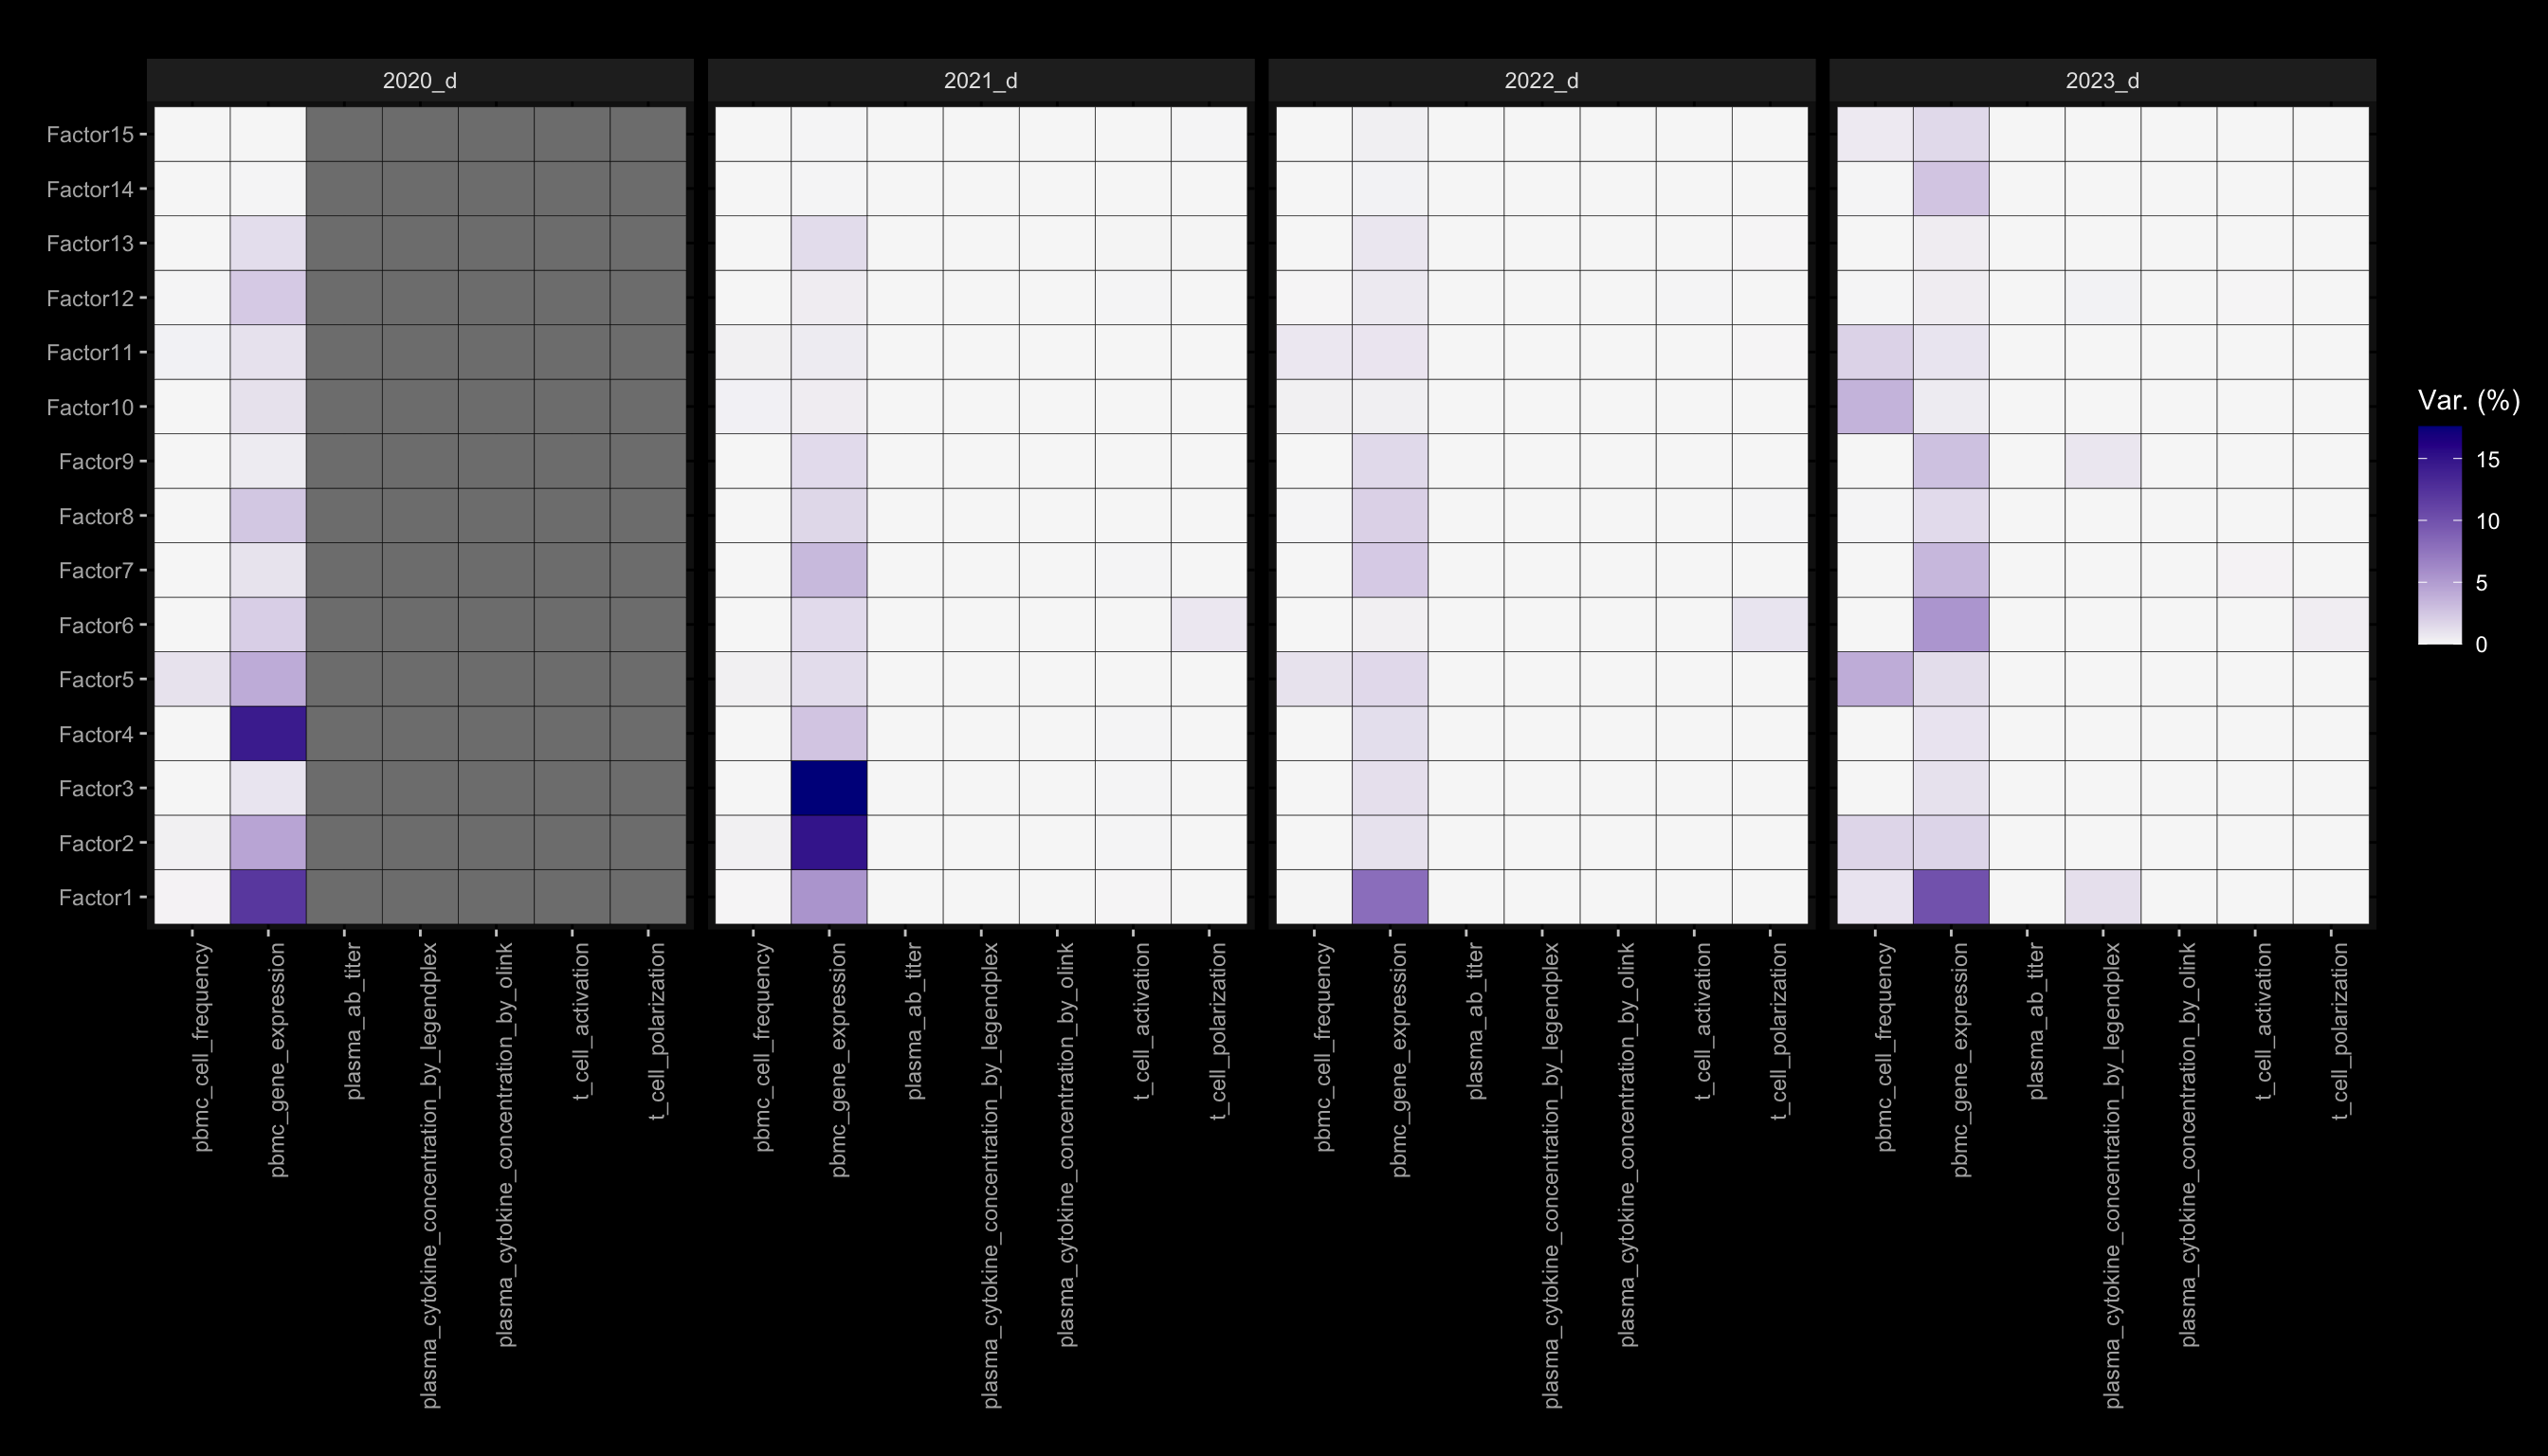 2020_d
2021_d
2022_d
2023_d
Factor15
Factor14
Factor13
Factor12
Factor11
Factor10
Factor9
Factor8
Factor7
Factor6
Factor5
Factor4
Factor3
Factor2
Factor1
Var. (%)
15
10
5
0
pbmc_cell_frequency
pbmc_gene_expression
plasma_ab_titer
plasma_cytokine_concentration_by_legendplex
plasma_cytokine_concentration_by_olink
t_cell_activation
t_cell_polarization
pbmc_cell_frequency
pbmc_gene_expression
plasma_ab_titer
plasma_cytokine_concentration_by_legendplex
plasma_cytokine_concentration_by_olink
t_cell_activation
t_cell_polarization
pbmc_cell_frequency
pbmc_gene_expression
plasma_ab_titer
plasma_cytokine_concentration_by_legendplex
plasma_cytokine_concentration_by_olink
t_cell_activation
t_cell_polarization
pbmc_cell_frequency
pbmc_gene_expression
plasma_ab_titer
plasma_cytokine_concentration_by_legendplex
plasma_cytokine_concentration_by_olink
t_cell_activation
t_cell_polarization